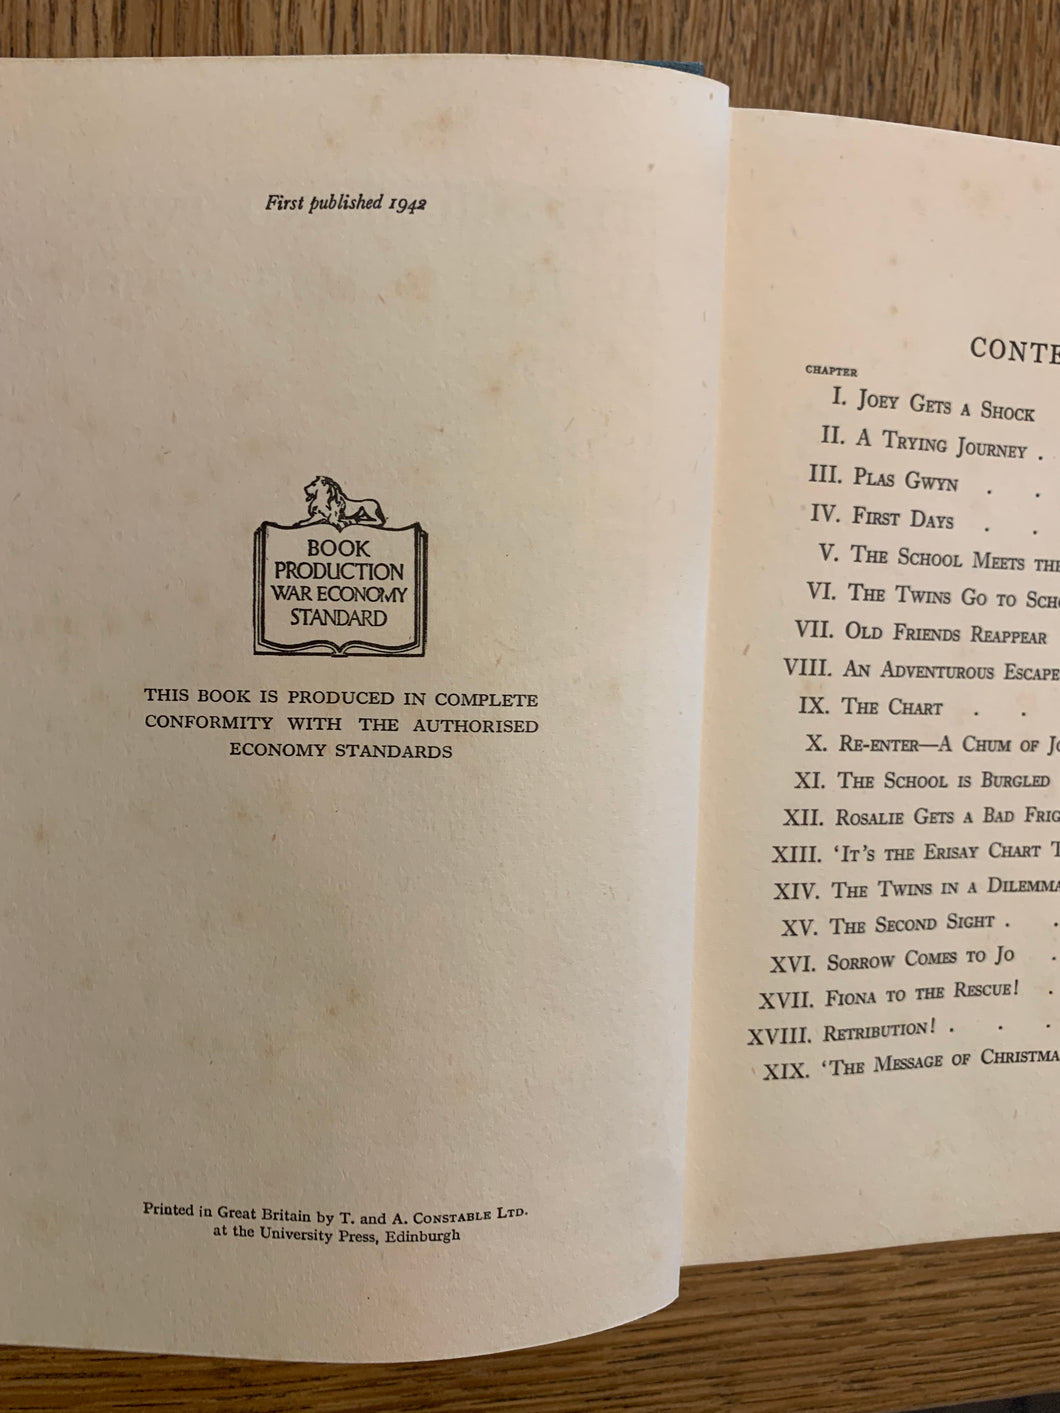 First published 1942
BOOK
PRODUCTION
WAR ECONOMY
STANDARD
THIS BOOK IS PRODUCED IN COMPLETE
CONFORMITY WITH THE AUTHORISED
ECONOMY STANDARDS
Printed in Great Britain by T. and A. CONSTABLE LTD.
at the University Press, Edinburgh
CONTE
CHAPTER
I. JOEY GETS A SHOCK
II. A TRYING JOURNEY .
III. PLAS GWYN . .
IV. FIRST DAYS . .
V. THE SCHOOL MEETS THE
VI. THE TWINS GO TO SCHO
VII. OLD FRIENDS REAPPEAR
VIII. AN ADVENTUROUS ESCAPE
IX. THE CHART . .
X. RE-ENTER—A CHUM OF JO
XI. THE SCHOOL IS BURGLED
XII. ROSALIE GETS A BAD FRIG
XIII. ‘IT’S THE ERISAY CHART T
XIV. THE TWINS IN A DILEMMA
XV. THE SECOND SIGHT . .
XVI. SORROW COMES TO JO .
XVII. FIONA TO THE RESCUE! .
XVIII. RETRIBUTION! . . .
XIX. ‘THE MESSAGE OF CHRISTMA